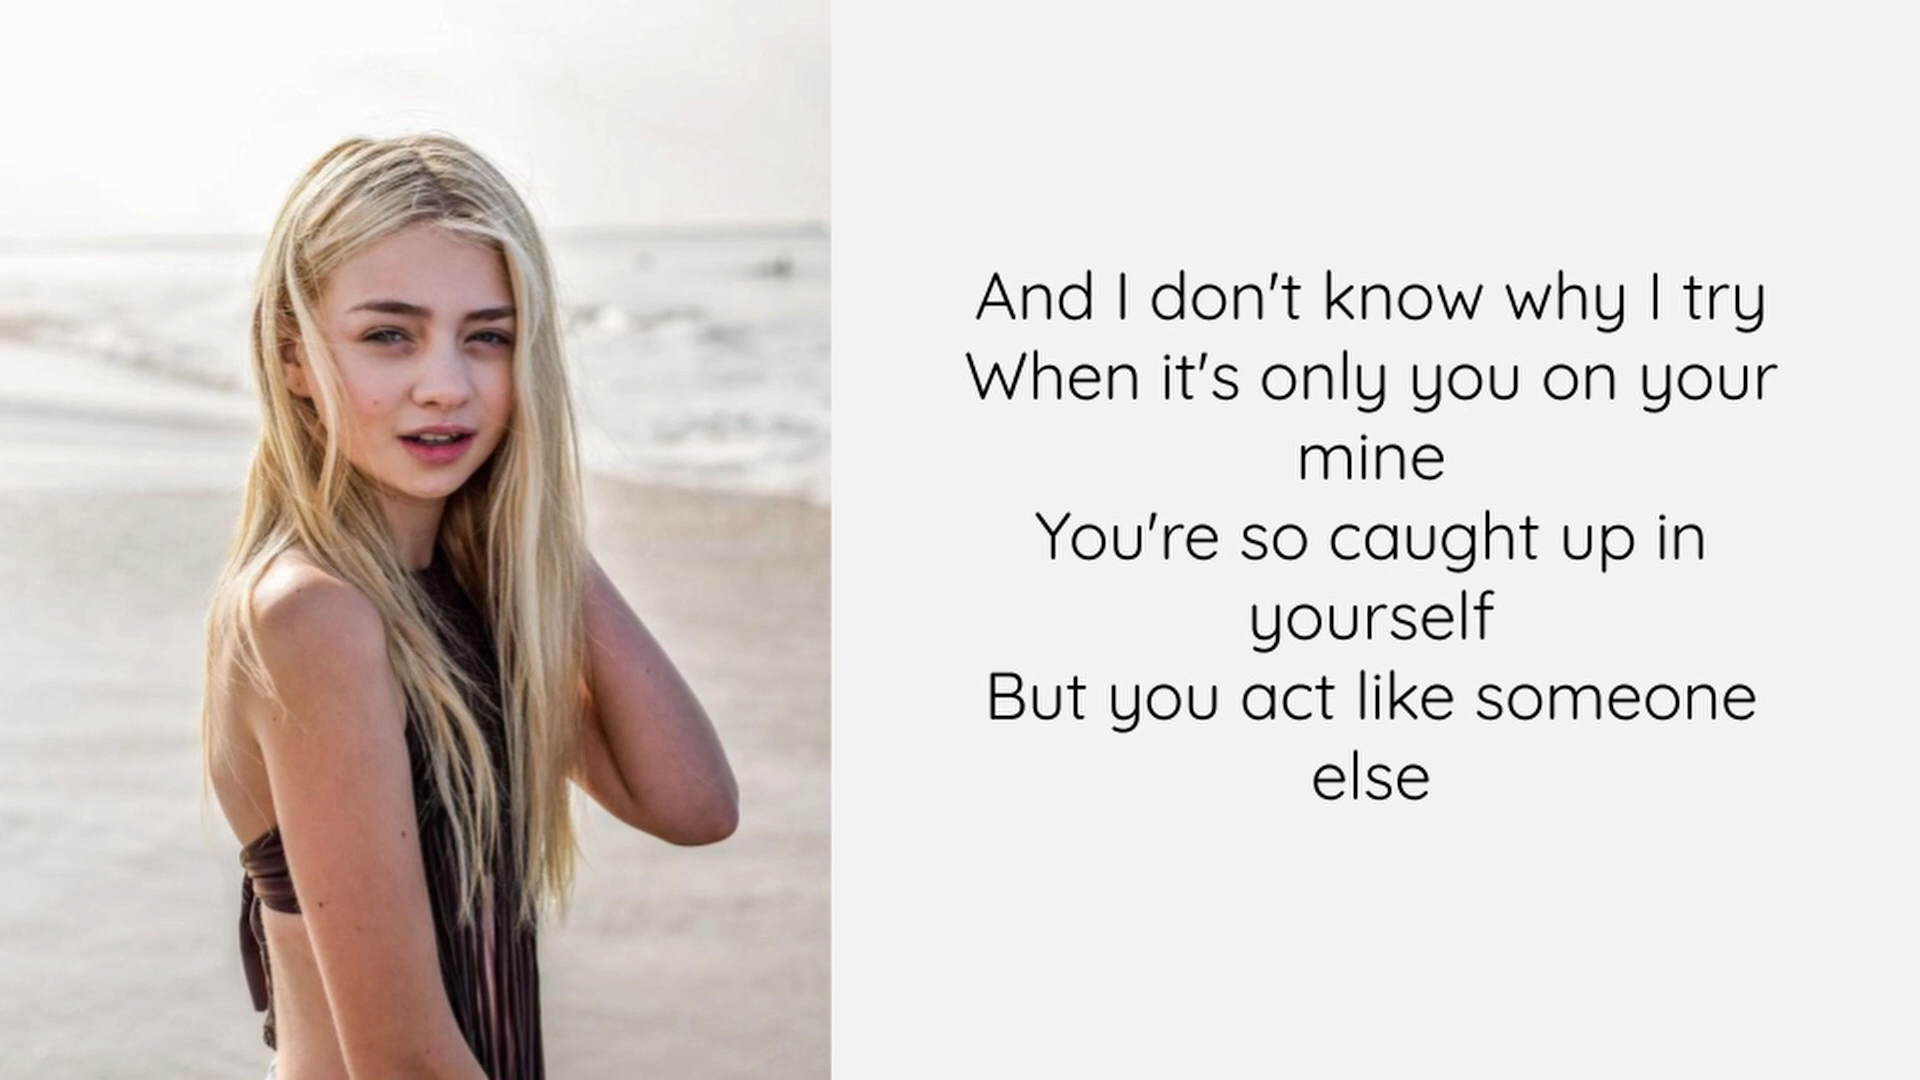 And I don't know why I try
When it's only you on your
mine
You're so caught up in
yourself
But you act like someone
else